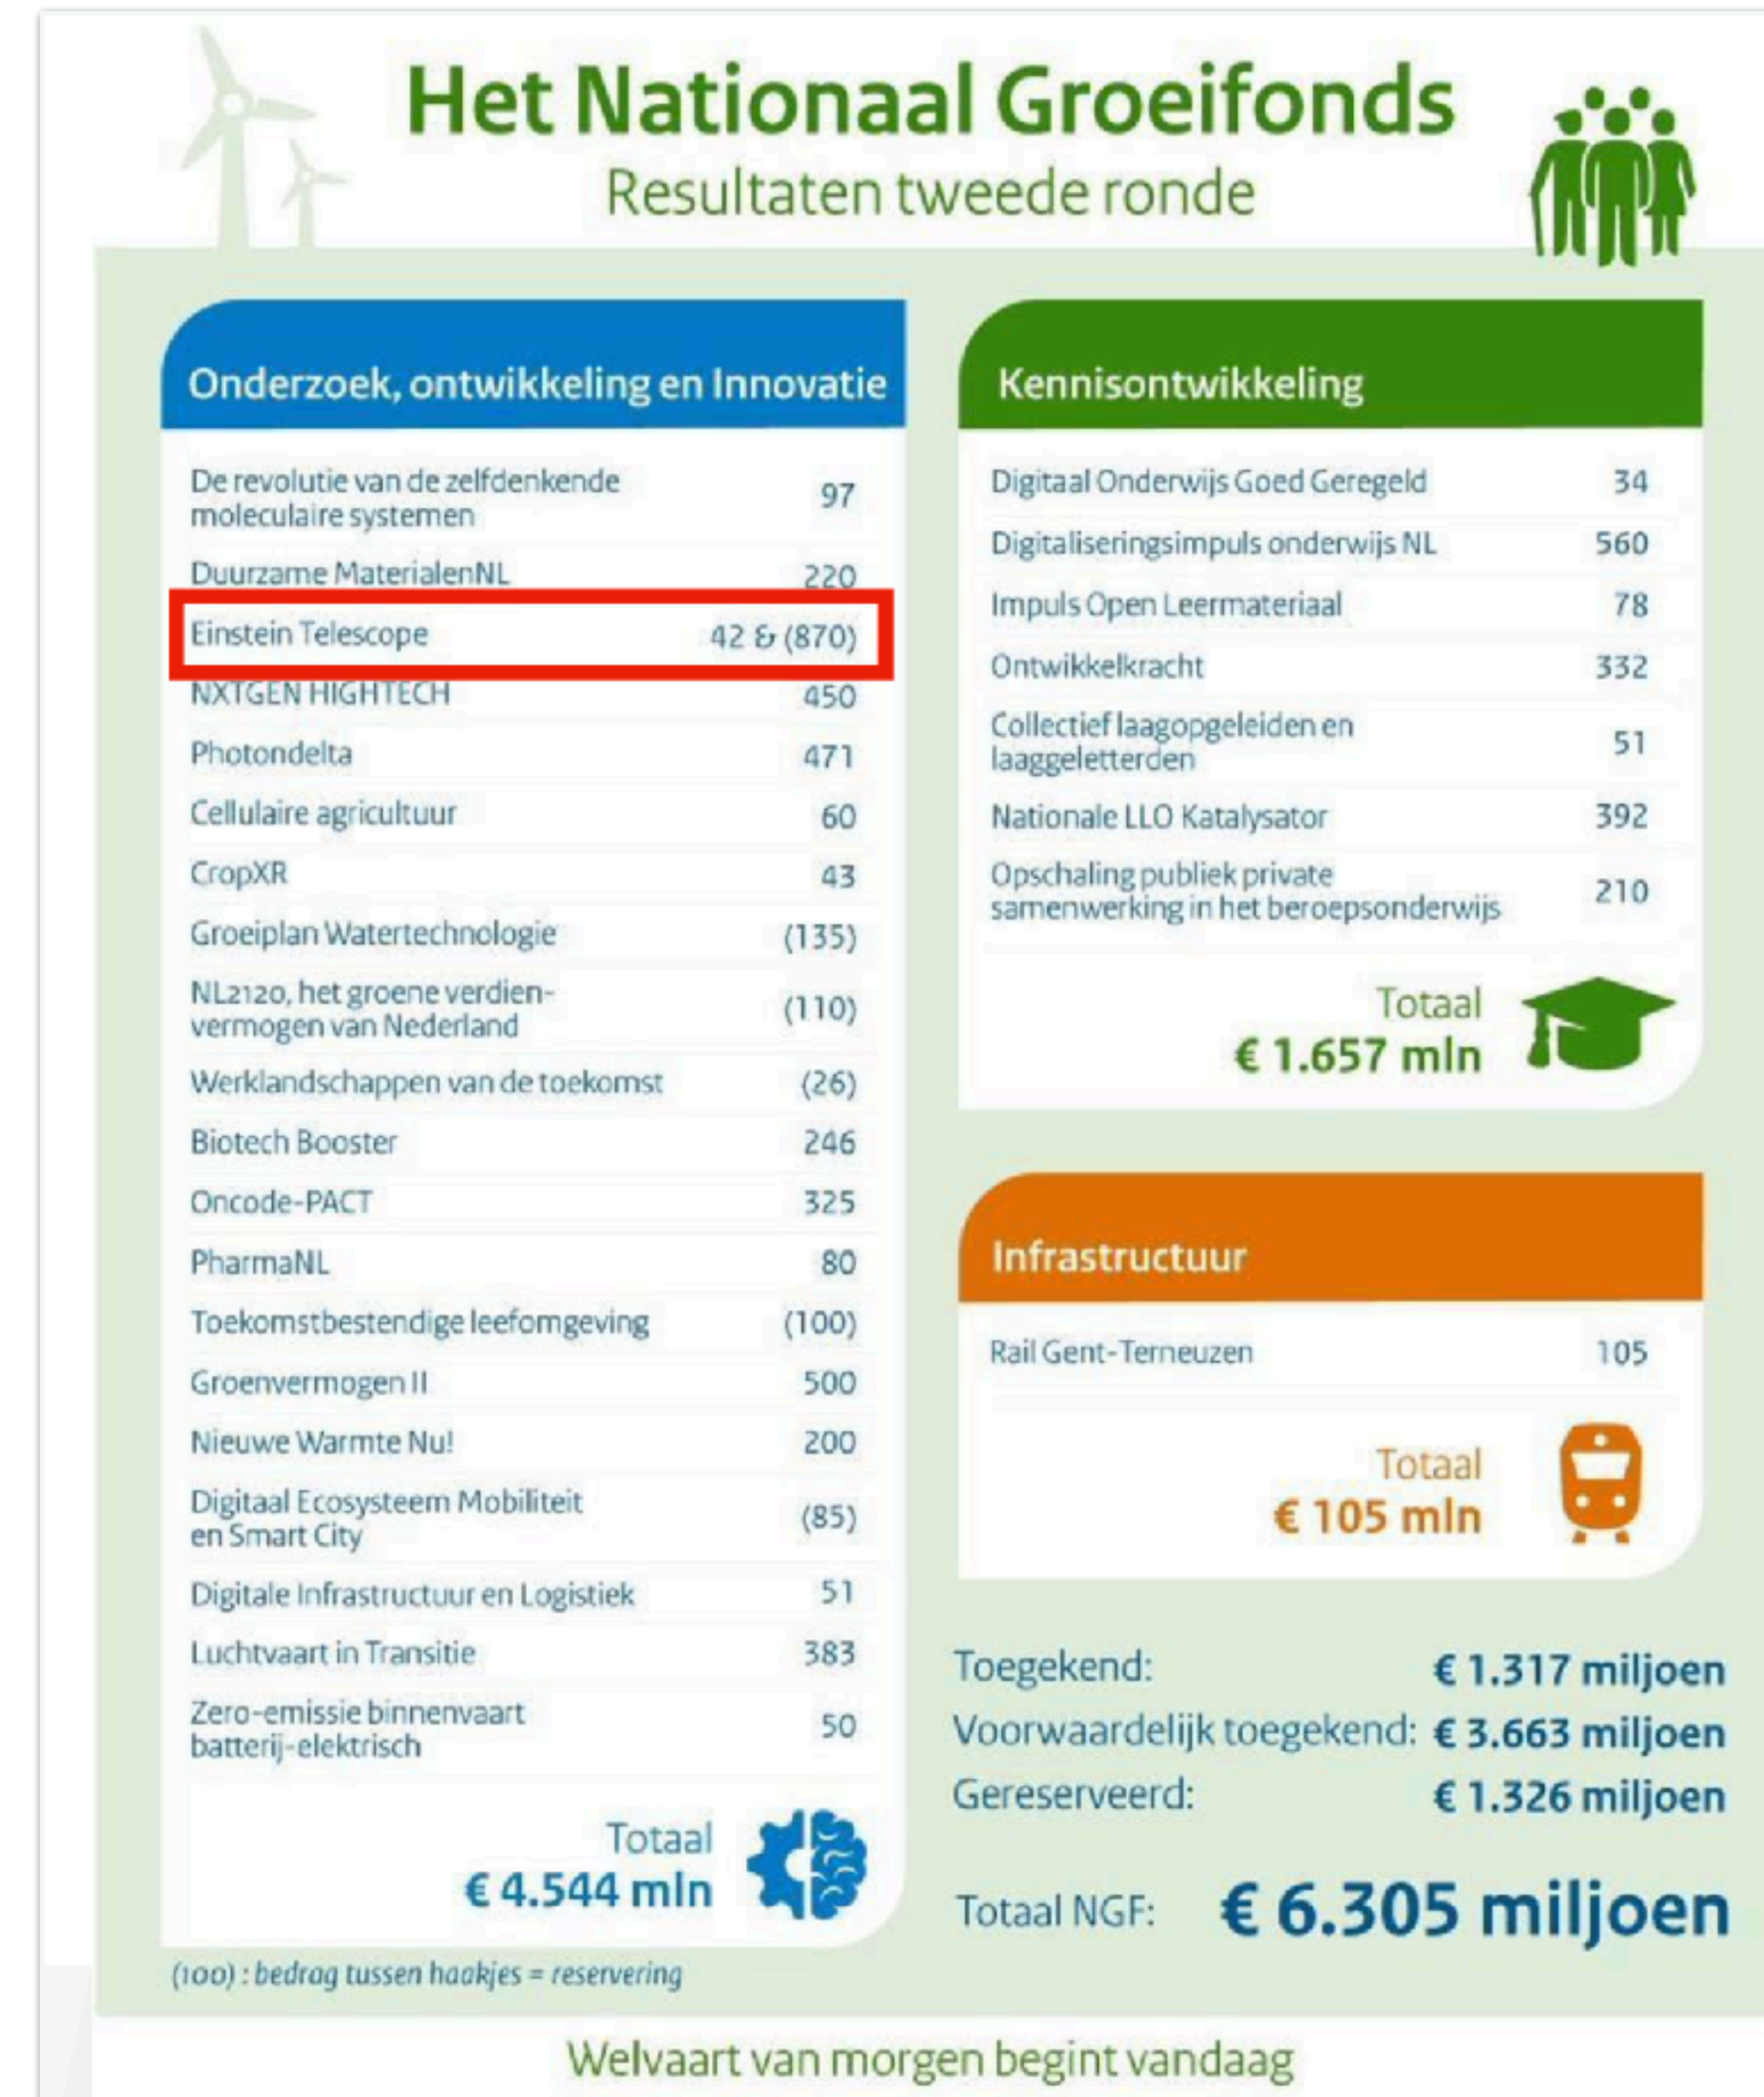 Het Nationaal Groeifonds
Resultaten tweede ronde
Onderzoek, ontwikkeling en Innovatie
De revolutie van de zelfdenkende
moleculaire systemen 97
Duurzame MaterialenNL 220
Einstein Telescope 42 & (870)
NXTGEN HIGHTECH 450
Photondelta 471
Cellulaire agricultuur 60
CropXR 43
Groeiplan Watertechnologie (135)
NL2120, het groene verdien-
vermogen van Nederland (110)
Werklandschappen van de toekomst (26)
Biotech Booster 246
Oncode-PACT 325
PharmaNL 80
Toekomstbestendige leefomgeving (100)
Groenvermogen II 500
Nieuwe Warmte Nu! 200
Digitaal Ecosysteem Mobiliteit
en Smart City (85)
Digitale Infrastructuur en Logistiek 51
Luchtvaart in Transitie 383
Zero-emissie binnenvaart
batterij-elektrisch 50
Totaal
€ 4.544 mln
(100) : bedrag tussen haakjes = reservering
Kennisontwikkeling
Digitaal Onderwijs Goed Geregeld 34
Digitaliseringsimpuls onderwijs NL 560
Impuls Open Leermateriaal 78
Ontwikkelkracht 332
Collectief laagopgeleiden en
laaggeletterden 51
Nationale LLO Katalysator 392
Opschaling publiek private
samenwerking in het beroepsonderwijs 210
Totaal
€ 1.657 mln
Infrastructuur
Rail Gent-Terneuzen 105
Totaal
€ 105 mln
Toegekend: € 1.317 miljoen
Voorwaardelijk toegekend: € 3.663 miljoen
Gereserveerd: € 1.326 miljoen
Totaal NGF: € 6.305 miljoen
Welvaart van morgen begint vandaag